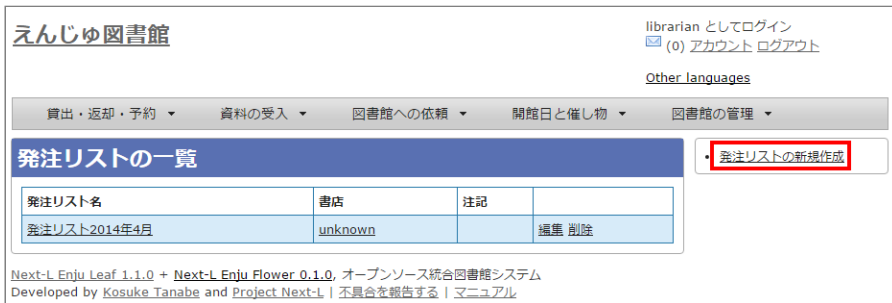 えんじゅ図書館
librarian としてログイン
(0) アカウント ログアウト
Other languages
貸出・返却・予約 ▼ 資料の受入 ▼ 図書館への依頼 ▼ 開館日と催し物 ▼ 図書館の管理 ▼
発注リストの一覧
• 発注リストの新規作成
発注リスト名 書店 注記
発注リスト2014年4月 unknown 編集 削除
Next-L Enju Leaf 1.1.0 + Next-L Enju Flower 0.1.0, オープンソース統合図書館システム
Developed by Kosuke Tanabe and Project Next-L | 不具合を報告する | マニュアル